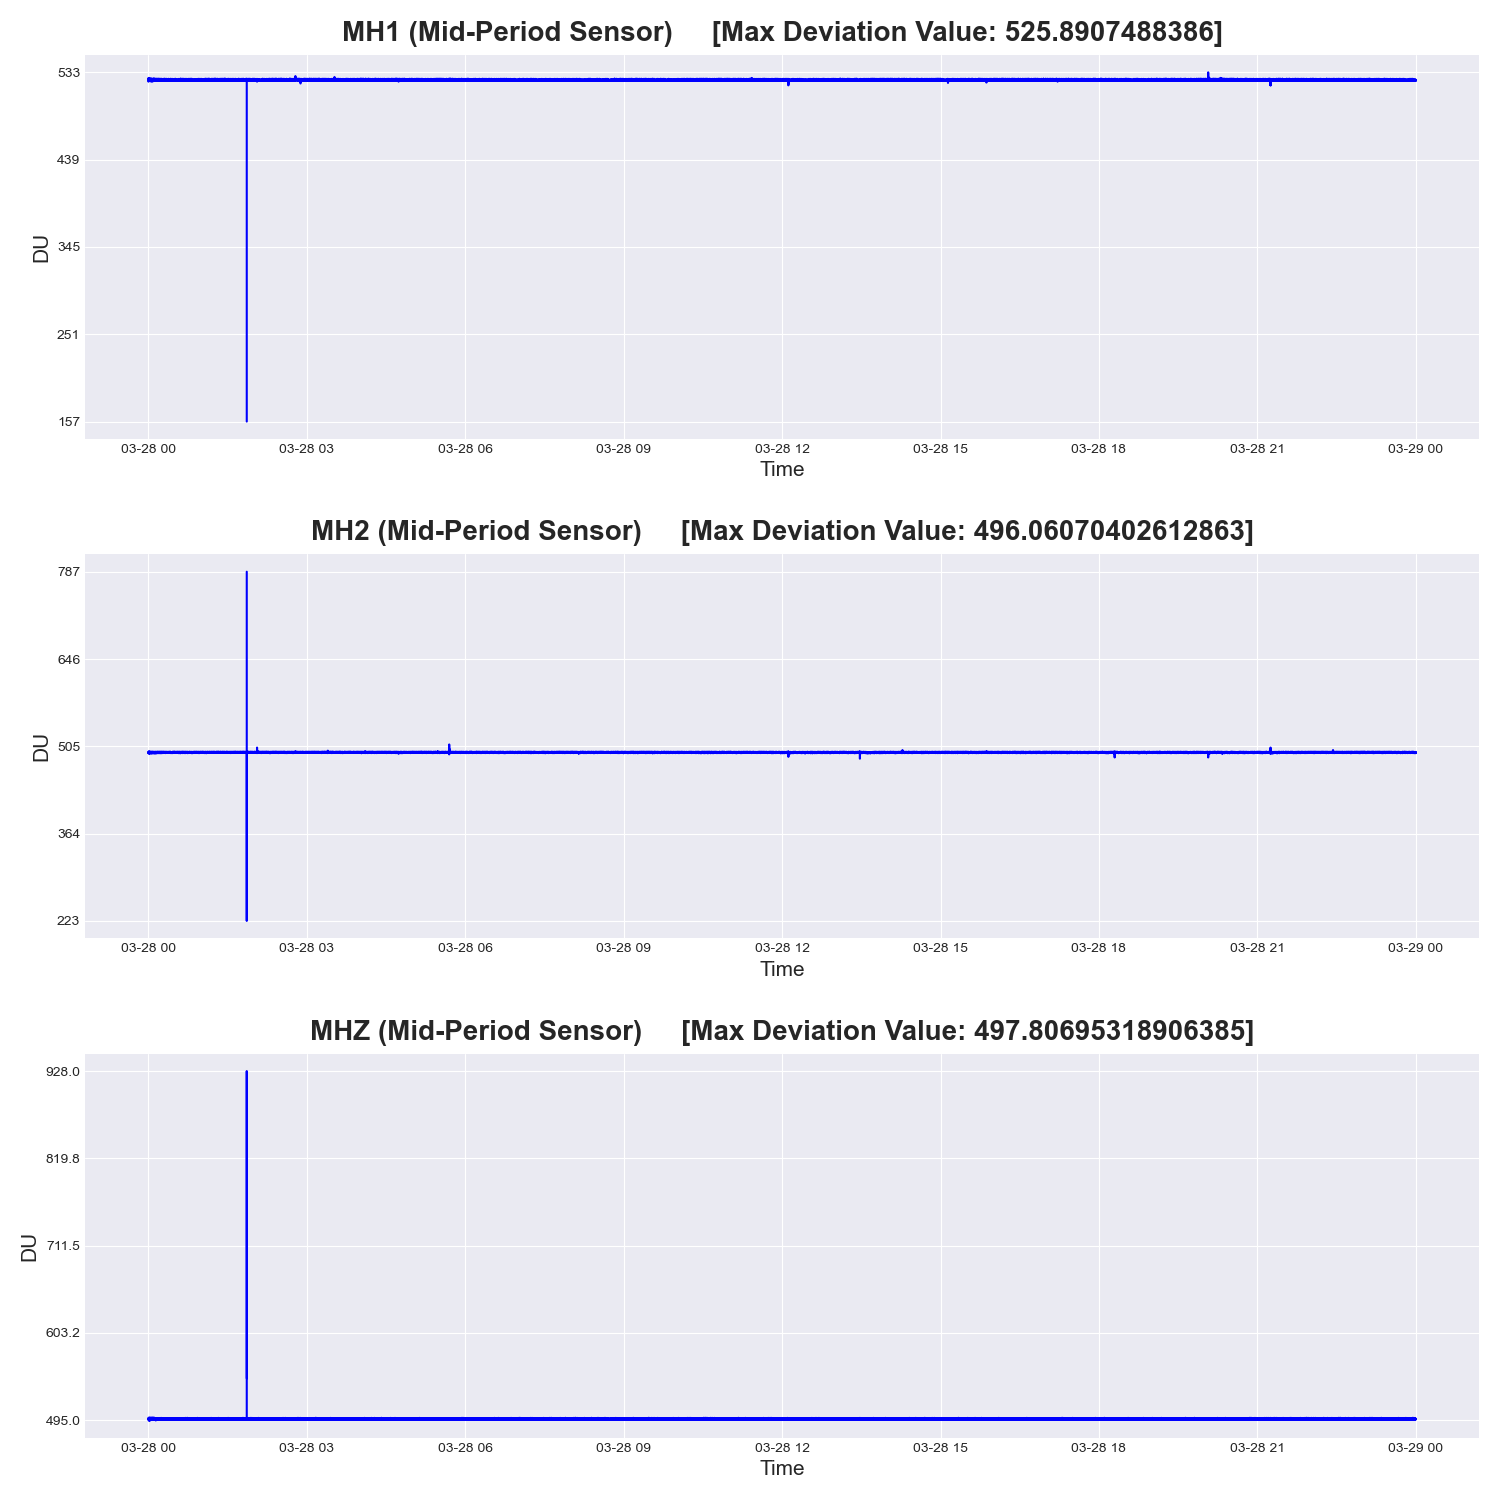 MH1 (Mid-Period Sensor) [Max Deviation Value: 525.8907488386]
533
439
345
251
157
DU
03-28 00 03-28 03 03-28 06 03-28 09 03-28 12 03-28 15 03-28 18 03-28 21 03-29 00
Time
MH2 (Mid-Period Sensor) [Max Deviation Value: 496.06070402612863]
787
646
505
364
223
DU
03-28 00 03-28 03 03-28 06 03-28 09 03-28 12 03-28 15 03-28 18 03-28 21 03-29 00
Time
MHZ (Mid-Period Sensor) [Max Deviation Value: 497.80695318906385]
928.0
819.8
711.5
603.2
495.0
DU
03-28 00 03-28 03 03-28 06 03-28 09 03-28 12 03-28 15 03-28 18 03-28 21 03-29 00
Time